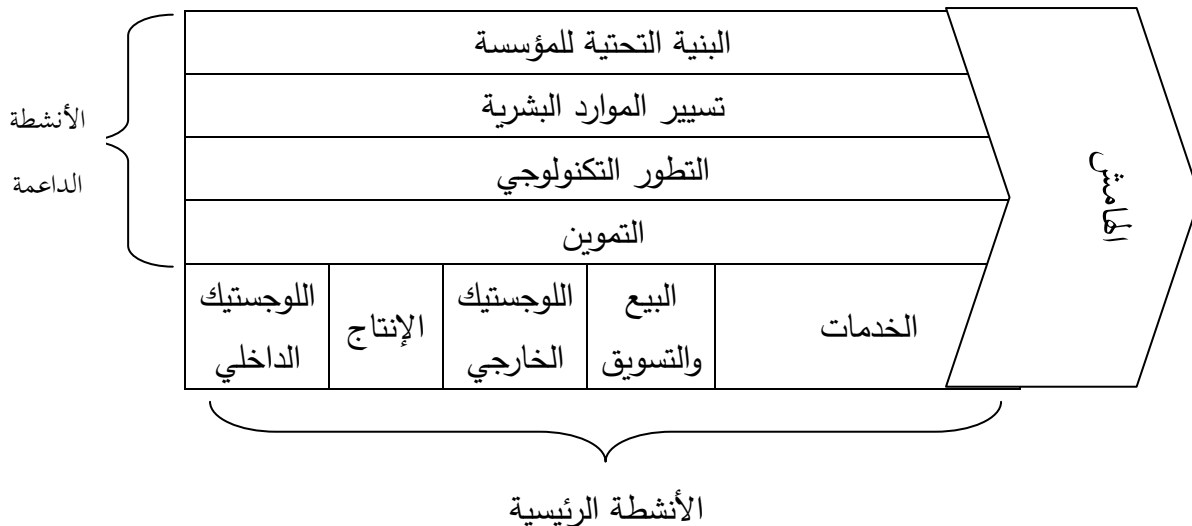 البنية التحتية للمؤسسة
تسيير الموارد البشرية
التطور التكنولوجي
التموين
الأنشطة
الداعمة
الهامش
اللوجستيك
الداخلي
الإنتاج
اللوجستيك
الخارجي
البيع
والتسويق
الخدمات
الأنشطة الرئيسية